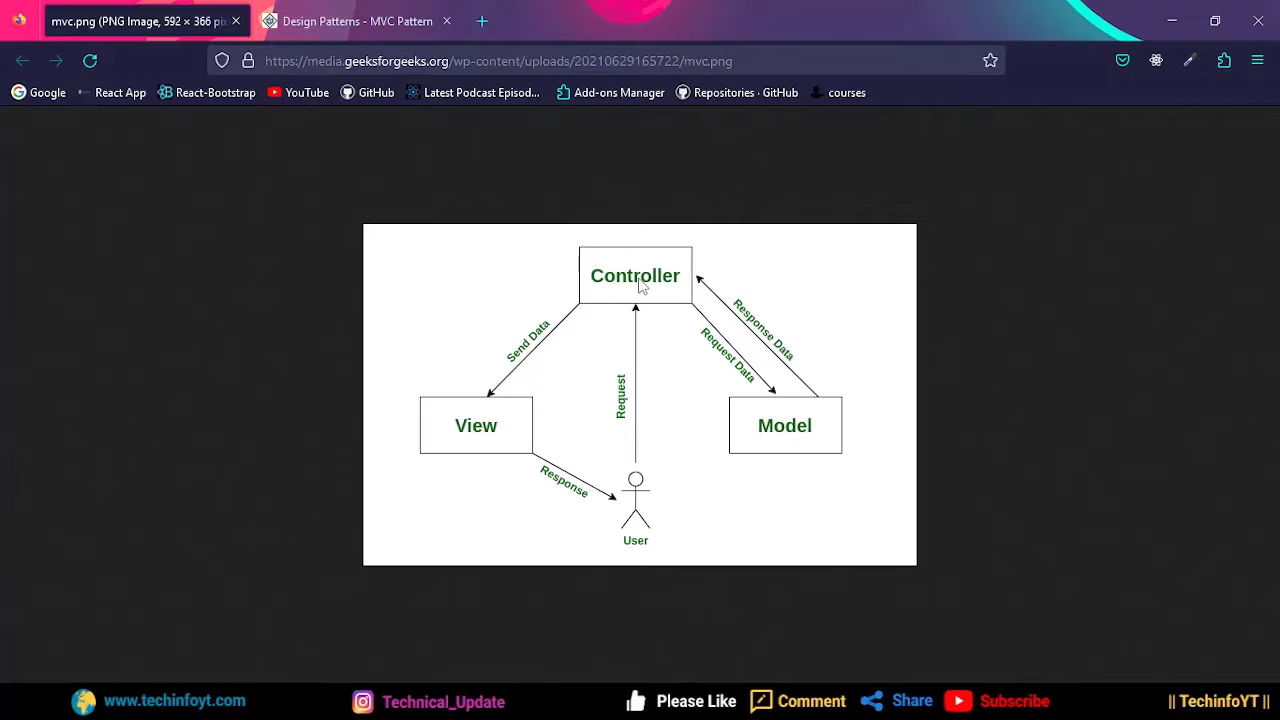 mvc.png (PNG Image, 592 × 366 pix
Design Patterns - MVC Pattern
https://media.geeksforgeeks.org/wp-content/uploads/20210629165722/mvc.png
Google
React App
React-Bootstrap
YouTube
GitHub
Latest Podcast Episod...
Add-ons Manager
Repositories · GitHub
courses
Controller
Send Data
Request
Request Data
Response Data
View
Model
Response
User
www.techinfoyt.com
Technical_Update
Please Like
Comment
Share
Subscribe
|| TechinfoYT ||